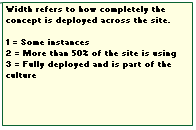 Width refers to how completely the
concept is deployed across the site.

1 = Some instances
2 = More than 50% of the site is using
3 = Fully deployed and is part of the
culture